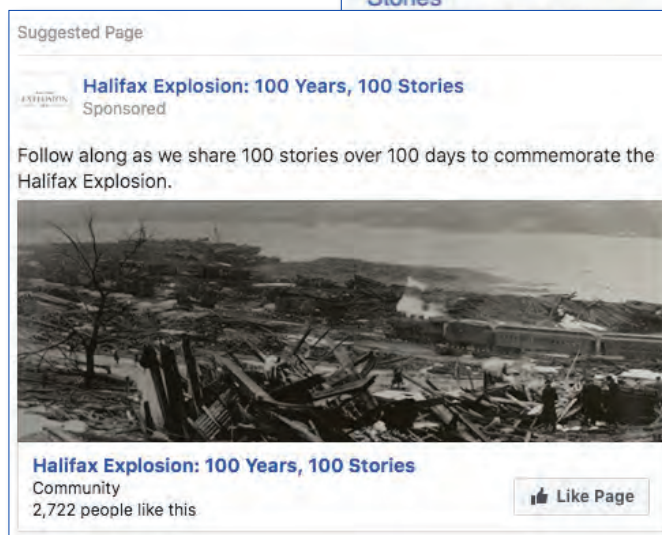 Stories
Suggested Page
EXPLOSION
Halifax Explosion: 100 Years, 100 Stories
Sponsored
Follow along as we share 100 stories over 100 days to commemorate the
Halifax Explosion.
Halifax Explosion: 100 Years, 100 Stories
Community
2,722 people like this
Like Page